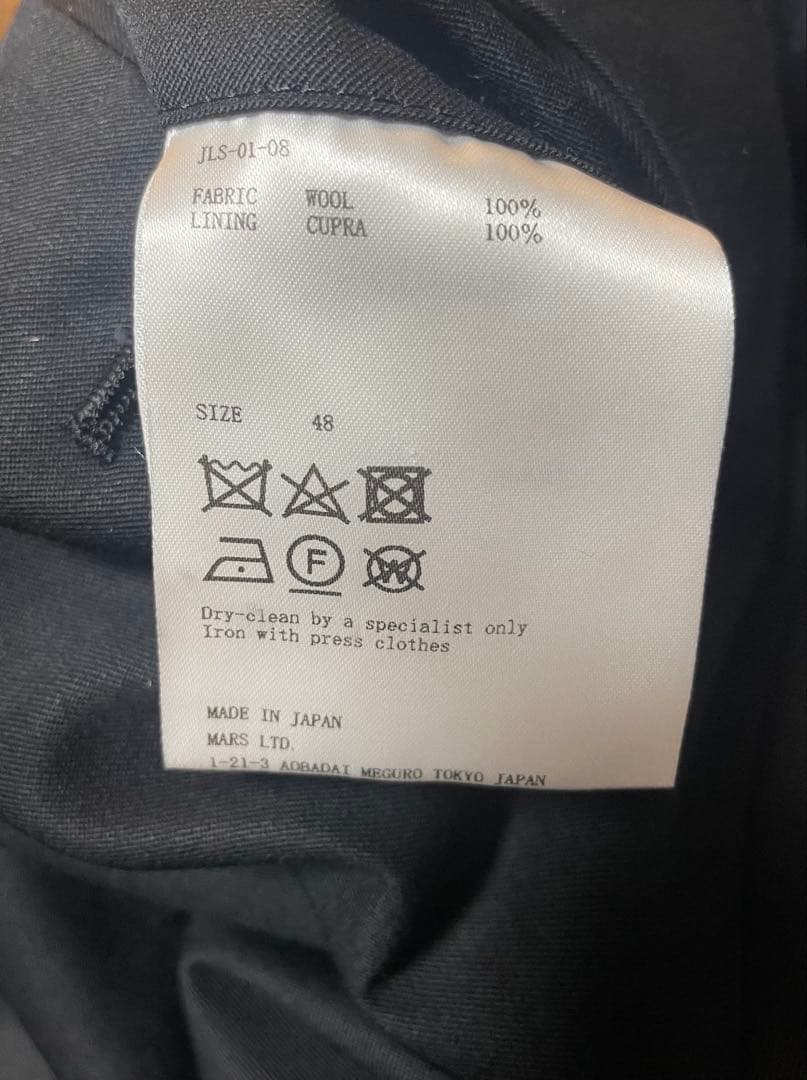 JLS-01-08
FABRIC WOOL 100%
LINING CUPRA 100%
SIZE 48
F
W
Dry-clean by a specialist only
Iron with press clothes
MADE IN JAPAN
MARS LTD.
1-21-3 AOBADAI MEGURO TOKYO JAPAN